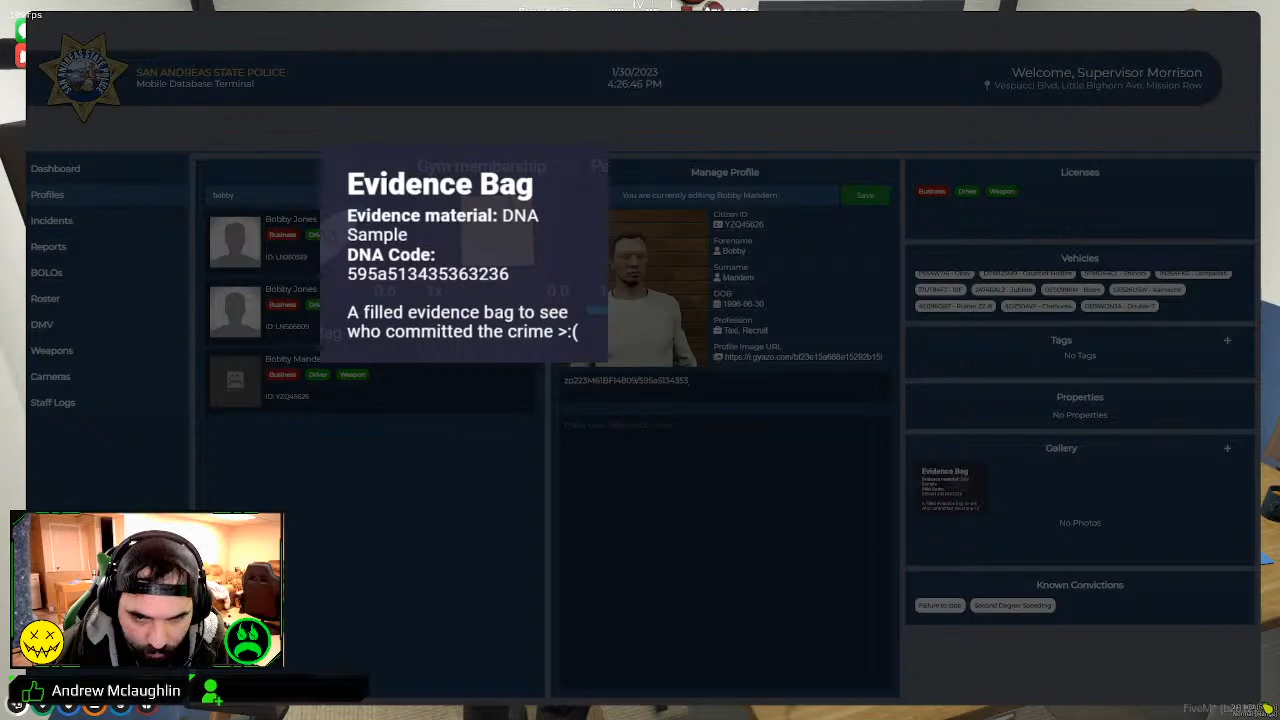 109fps
SAN ANDREAS STATE POLICE
Mobile Database Terminal
1/30/2023
4:26:46 PM
Welcome, Supervisor Morrison
Vespucci Blvd, Little Bighorn Ave, Mission Row
Dashboard
Profiles
Incidents
Reports
BOLOs
Roster
DMV
Weapons
Cameras
Staff Logs
bobby
Bobby Jones
Business
ID: LN950359
Bobby Jones
Business
Bobby Mande
Business Driver Weapon
ID: YZQ45626
Gym membership
Evidence Bag
Evidence material: DNA
Sample
DNA Code:
595a513435363236
A filled evidence bag to see
who committed the crime >:(
Manage Profile
You are currently editing Bobby Mandem
Save
Citizen ID
YZQ45626
Forename
Bobby
Surname
Mandem
DOB
1996-06-30
Profession
Taxi, Recruit
Profile Image URL
Licenses
Business Driver Weapon
Vehicles
Tags
No Tags
Properties
No Properties
Gallery
Evidence Bag
No Photos
Known Convictions
Failure to stop Second Degree Speeding
Andrew Mclaughlin